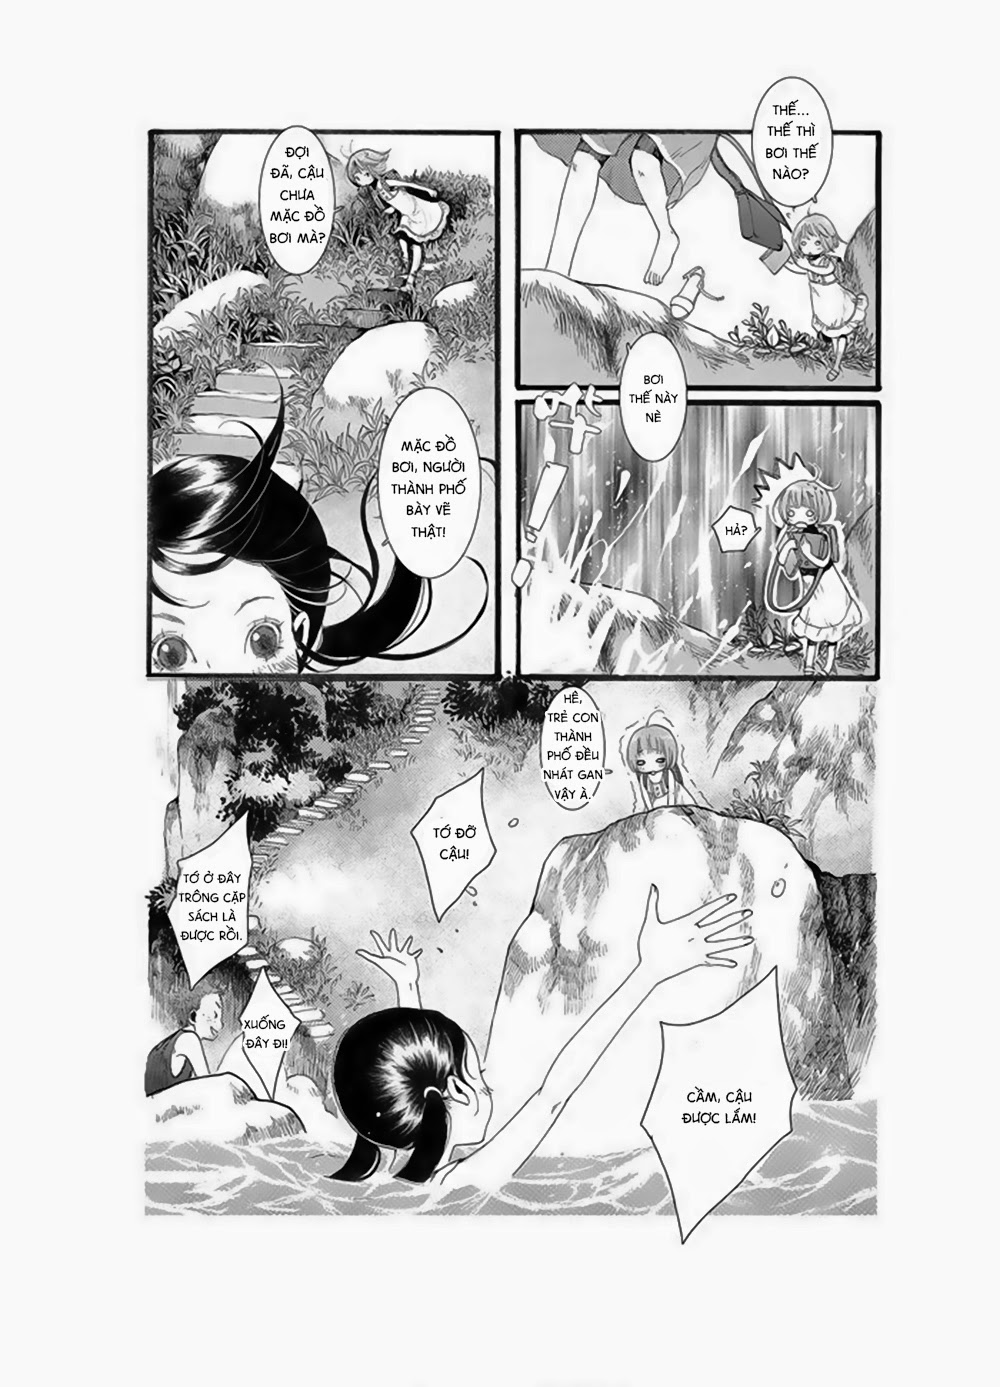 ĐỢI
ĐÃ, CẬU
CHƯA
MẶC ĐỒ
BƠI MÀ?
MẶC ĐỒ
BƠI, NGƯỜI
THÀNH PHỐ
BÀY VẼ
THẬT!
THẾ...
THẾ THÌ
BƠI THẾ
NÀO?
BƠI
THẾ NÀY
NÈ
HẢ?
HÊ,
TRẺ CON
THÀNH
PHỐ ĐỀU
NHÁT GAN
VẬY À.
TỚ ĐỠ
CẬU!
TỚ Ở ĐÂY
TRÔNG CẶP
SÁCH LÀ
ĐƯỢC RỒI.
XUỐNG
ĐÂY ĐI!
CẦM, CẬU
ĐƯỢC LẮM!